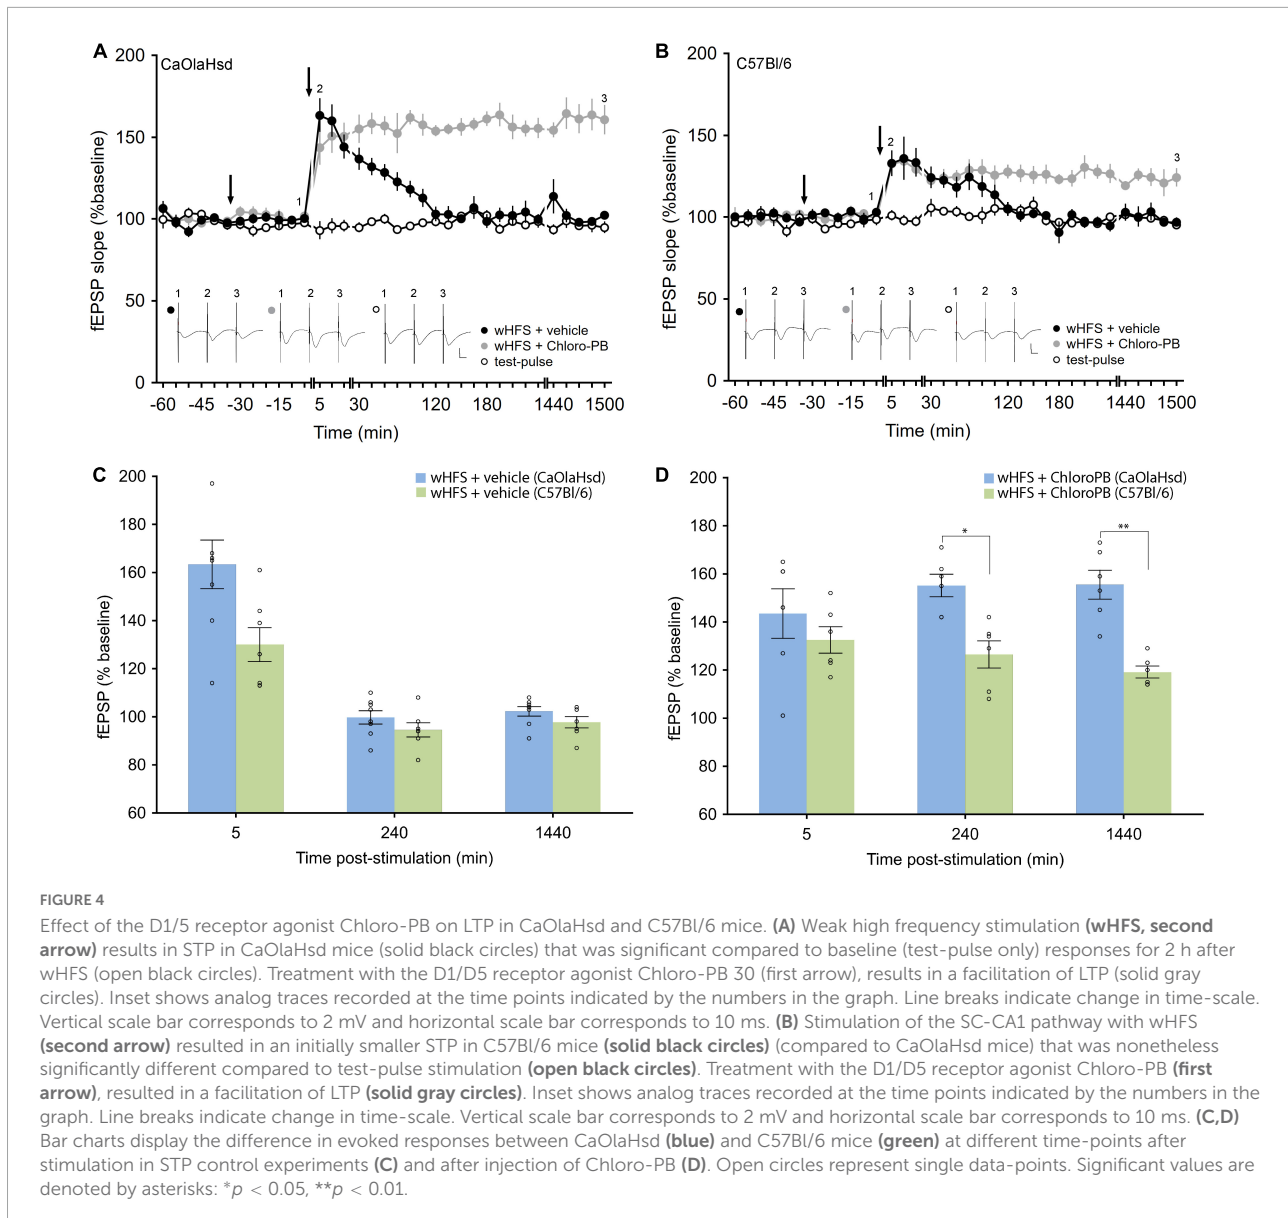 A
CaOlaHsd
200
150
100
50
0
fEPSP slope (%baseline)
1
2
3
1 2 3
1 2 3
1 2 3
wHFS + vehicle
wHFS + Chloro-PB
test-pulse
-60 -45 -30 -15 5 30 120 180 1440 1500
Time (min)
B
C57Bl/6
200
150
100
50
0
fEPSP slope (%baseline)
1
2
3
1 2 3
1 2 3
1 2 3
wHFS + vehicle
wHFS + Chloro-PB
test-pulse
-60 -45 -30 -15 5 30 120 180 1440 1500
Time (min)
C
wHFS + vehicle (CaOlaHsd)
wHFS + vehicle (C57Bl/6)
200
180
160
140
120
100
80
60
fEPSP (% baseline)
5 240 1440
Time post-stimulation (min)
D
wHFS + ChloroPB (CaOlaHsd)
wHFS + ChloroPB (C57Bl/6)
200
180
160
140
120
100
80
60
fEPSP (% baseline)
*
**
5 240 1440
Time post-stimulation (min)
FIGURE 4
Effect of the D1/5 receptor agonist Chloro-PB on LTP in CaOlaHsd and C57Bl/6 mice. (A) Weak high frequency stimulation (wHFS, second
arrow) results in STP in CaOlaHsd mice (solid black circles) that was significant compared to baseline (test-pulse only) responses for 2 h after
wHFS (open black circles). Treatment with the D1/D5 receptor agonist Chloro-PB 30 (first arrow), results in a facilitation of LTP (solid gray
circles). Inset shows analog traces recorded at the time points indicated by the numbers in the graph. Line breaks indicate change in time-scale.
Vertical scale bar corresponds to 2 mV and horizontal scale bar corresponds to 10 ms. (B) Stimulation of the SC-CA1 pathway with wHFS
(second arrow) resulted in an initially smaller STP in C57Bl/6 mice (solid black circles) (compared to CaOlaHsd mice) that was nonetheless
significantly different compared to test-pulse stimulation (open black circles). Treatment with the D1/D5 receptor agonist Chloro-PB (first
arrow), resulted in a facilitation of LTP (solid gray circles). Inset shows analog traces recorded at the time points indicated by the numbers in the
graph. Line breaks indicate change in time-scale. Vertical scale bar corresponds to 2 mV and horizontal scale bar corresponds to 10 ms. (C,D)
Bar charts display the difference in evoked responses between CaOlaHsd (blue) and C57Bl/6 mice (green) at different time-points after
stimulation in STP control experiments (C) and after injection of Chloro-PB (D). Open circles represent single data-points. Significant values are
denoted by asterisks: *p < 0.05, **p < 0.01.